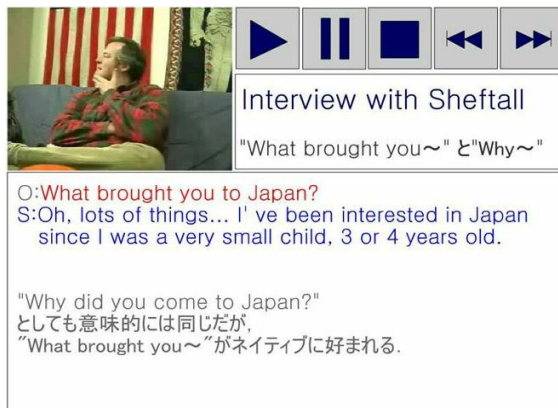 Interview with Sheftall
"What brought you～" と"Why～"
O:What brought you to Japan?
S:Oh, lots of things... I' ve been interested in Japan
since I was a very small child, 3 or 4 years old.
"Why did you come to Japan?"
としても意味的には同じだが,
"What brought you～"がネイティブに好まれる.